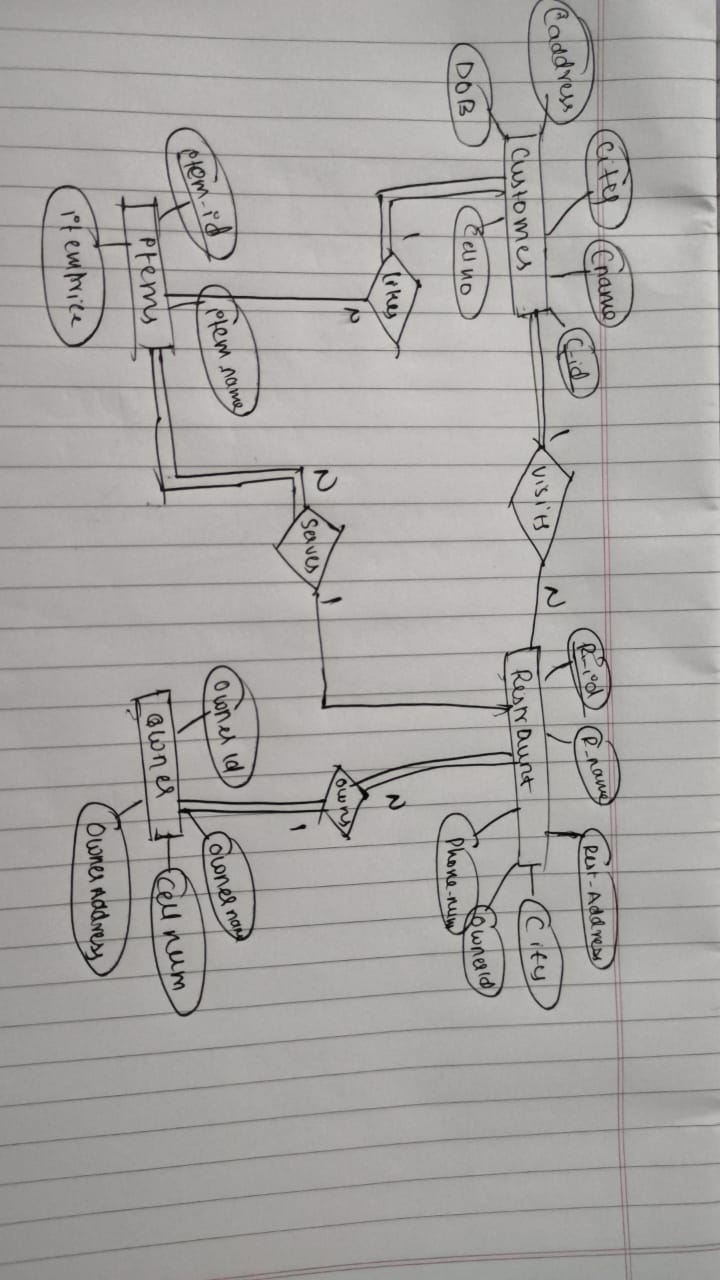 City
Cname
C-id
Caddress
Customes
DOB
Cell no
1
visits
N
R-id
R-name
Rest-Address
Restraunt
City
Ownerid
Phone-num
1
Likes
N
N
Serves
1
N
owns
1
item-id
item name
Items
itemPrice
Owner id
owner name
Owner
Cell num
Owner Address